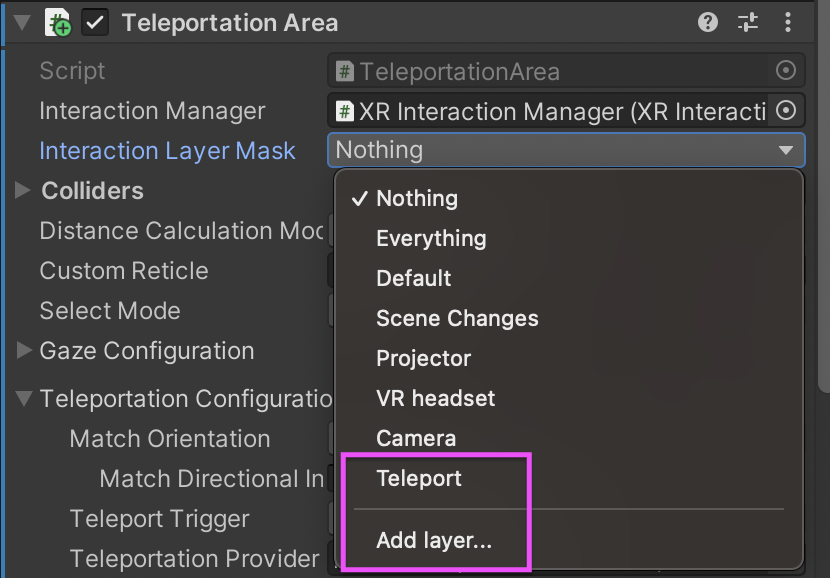 Teleportation Area
Script
TeleportationArea
Interaction Manager
XR Interaction Manager (XR Interacti
Interaction Layer Mask
Nothing
Colliders
Distance Calculation Moc
Custom Reticle
Select Mode
Gaze Configuration
Teleportation Configuratio
Match Orientation
Match Directional In
Teleport Trigger
Teleportation Provider
Nothing
Everything
Default
Scene Changes
Projector
VR headset
Camera
Teleport
Add layer...